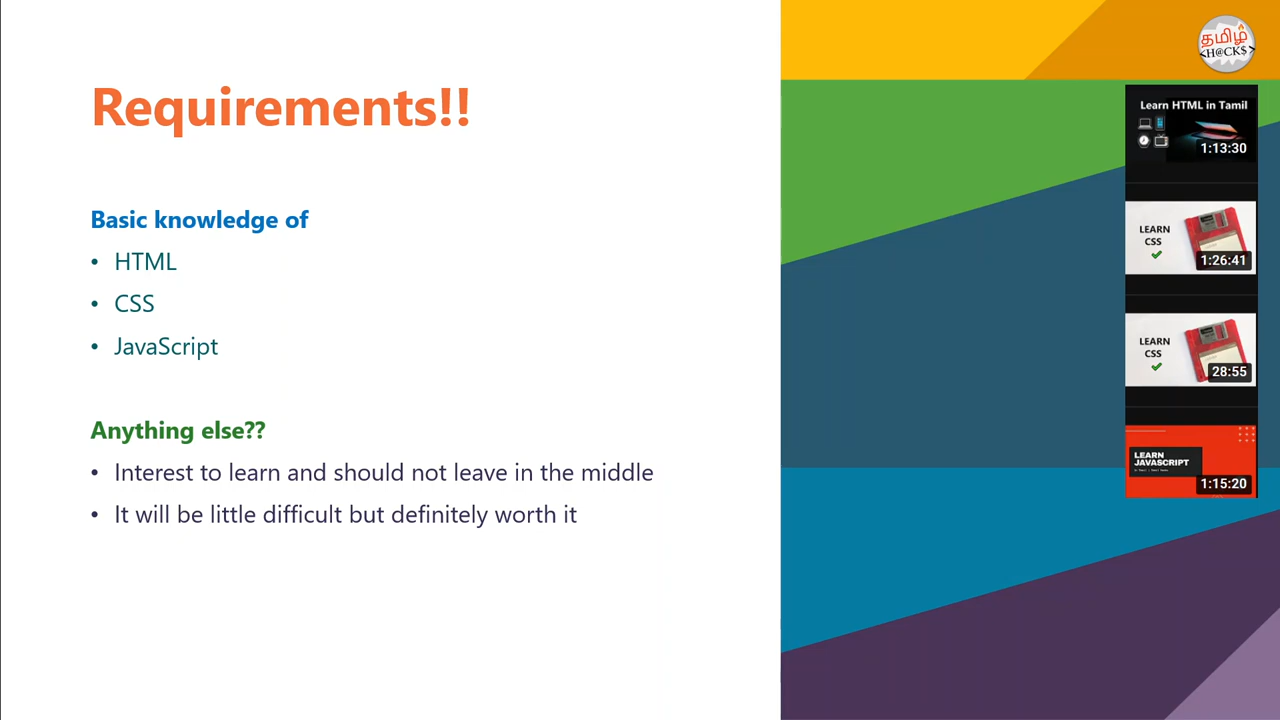 Requirements!!
Basic knowledge of
• HTML
• CSS
• JavaScript
Anything else??
• Interest to learn and should not leave in the middle
• It will be little difficult but definitely worth it
தமிழ்
<H@CK$>
Learn HTML in Tamil
1:13:30
LEARN
CSS
1:26:41
LEARN
CSS
28:55
LEARN
JAVASCRIPT
1:15:20